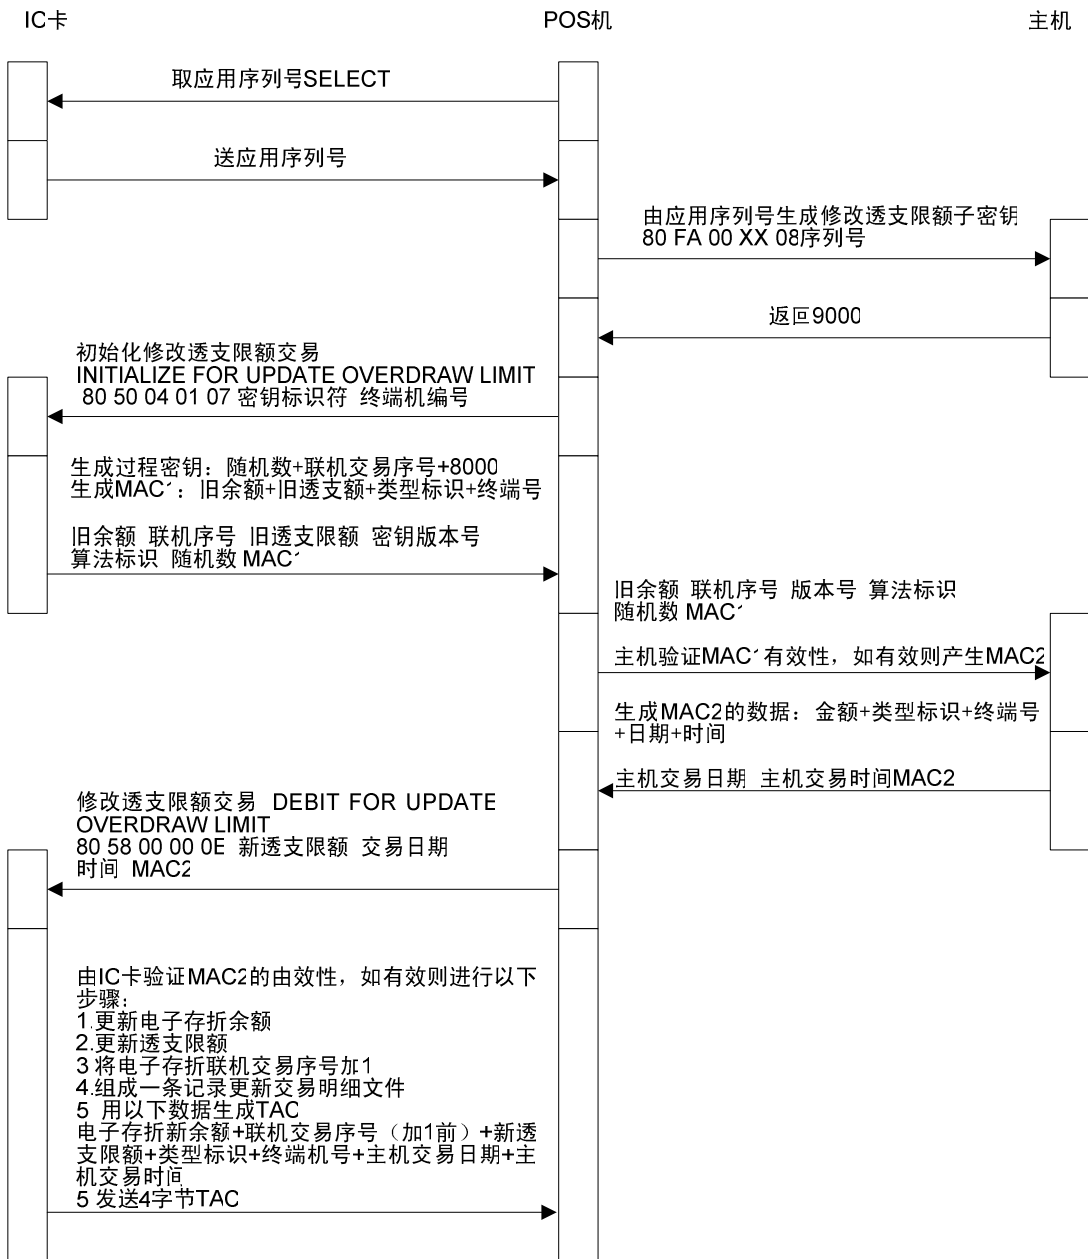 IC卡
POS机
主机
取应用序列号SELECT
送应用序列号
由应用序列号生成修改透支限额子密钥
80 FA 00 XX 08序列号
返回9000
初始化修改透支限额交易
INITIALIZE FOR UPDATE OVERDRAW LIMIT
80 50 04 01 07 密钥标识符 终端机编号
生成过程密钥：随机数+联机交易序号+8000
生成MAC1：旧余额+旧透支额+类型标识+终端号
旧余额 联机序号 旧透支限额 密钥版本号
算法标识 随机数 MAC1
旧余额 联机序号 版本号 算法标识
随机数 MAC1
主机验证MAC1有效性，如有效则产生MAC2
生成MAC2的数据：金额+类型标识+终端号
+日期+时间
主机交易日期 主机交易时间MAC2
修改透支限额交易 DEBIT FOR UPDATE
OVERDRAW LIMIT
80 58 00 00 0E 新透支限额 交易日期
时间 MAC2
由IC卡验证MAC2的由效性，如有效则进行以下
步骤：
1.更新电子存折余额
2.更新透支限额
3 将电子存折联机交易序号加1
4.组成一条记录更新交易明细文件
5 用以下数据生成TAC
电子存折新余额+联机交易序号（加1前）+新透
支限额+类型标识+终端机号+主机交易日期+主
机交易时间
5 发送4字节TAC